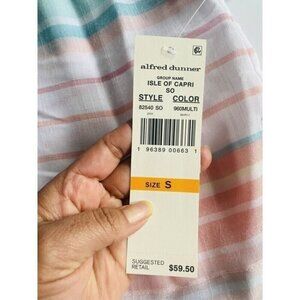 alfred dunner
GROUP NAME
ISLE OF CAPRI
SO
STYLE COLOR
82540 SO 960MULTI
1 96389 00663 1
SIZE S
SUGGESTED
RETAIL $59.50